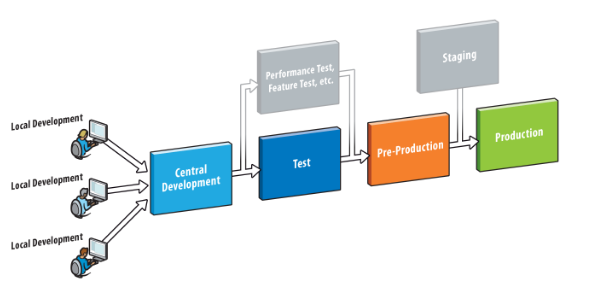 Local Development
Local Development
Local Development
Central
Development
Performance Test,
Feature Test, etc.
Test
Pre-Production
Staging
Production